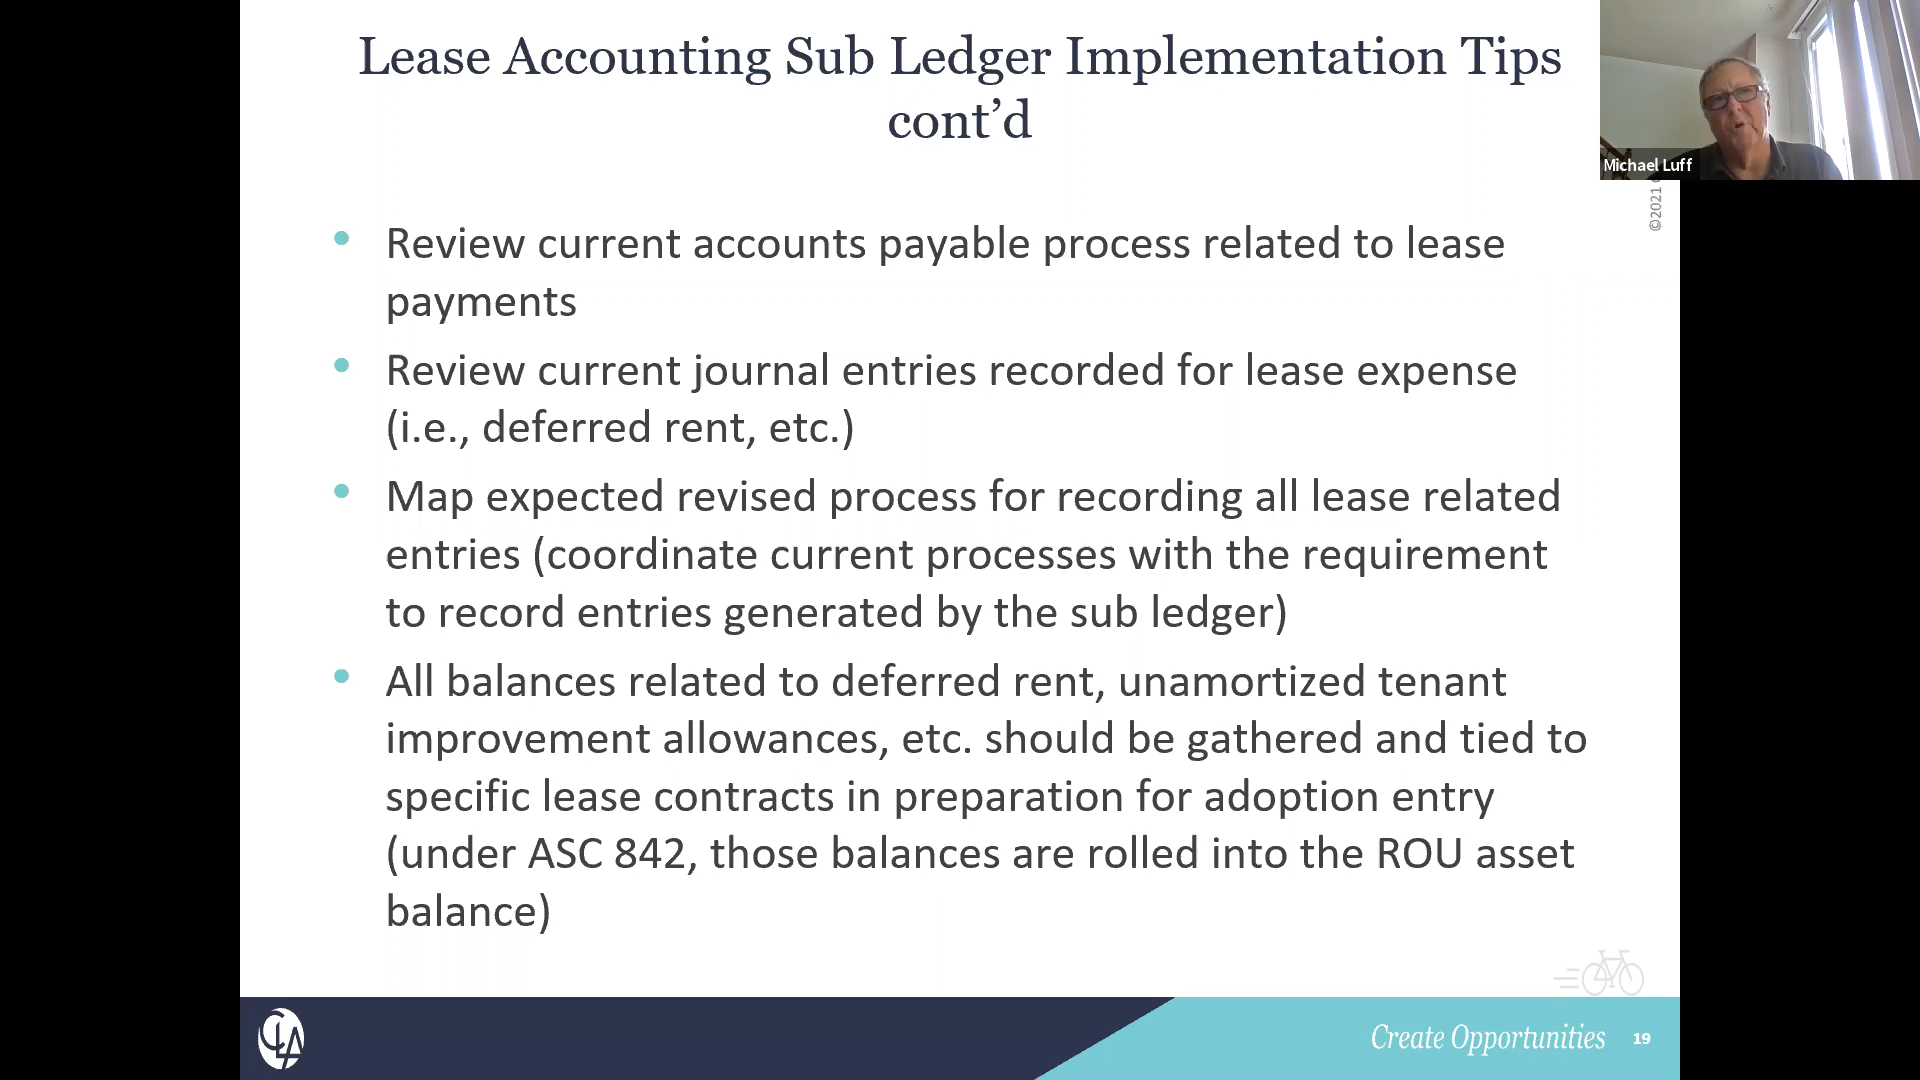 Lease Accounting Sub Ledger Implementation Tips
cont’d
Michael Luff
©2021
• Review current accounts payable process related to lease
payments
• Review current journal entries recorded for lease expense
(i.e., deferred rent, etc.)
• Map expected revised process for recording all lease related
entries (coordinate current processes with the requirement
to record entries generated by the sub ledger)
• All balances related to deferred rent, unamortized tenant
improvement allowances, etc. should be gathered and tied to
specific lease contracts in preparation for adoption entry
(under ASC 842, those balances are rolled into the ROU asset
balance)
CLA
Create Opportunities
19